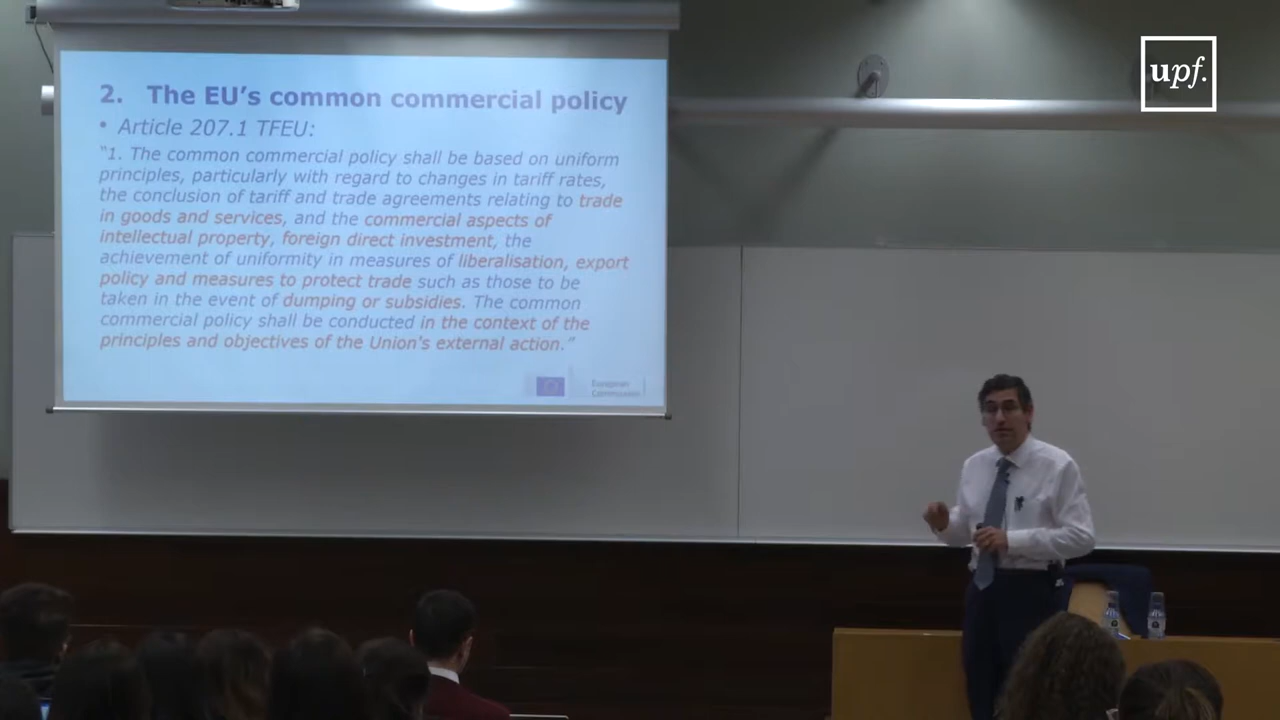 upf.
2. The EU's common commercial policy
• Article 207.1 TFEU:
"1. The common commercial policy shall be based on uniform
principles, particularly with regard to changes in tariff rates,
the conclusion of tariff and trade agreements relating to trade
in goods and services, and the commercial aspects of
intellectual property, foreign direct investment, the
achievement of uniformity in measures of liberalisation, export
policy and measures to protect trade such as those to be
taken in the event of dumping or subsidies. The common
commercial policy shall be conducted in the context of the
principles and objectives of the Union's external action."
European
Commission